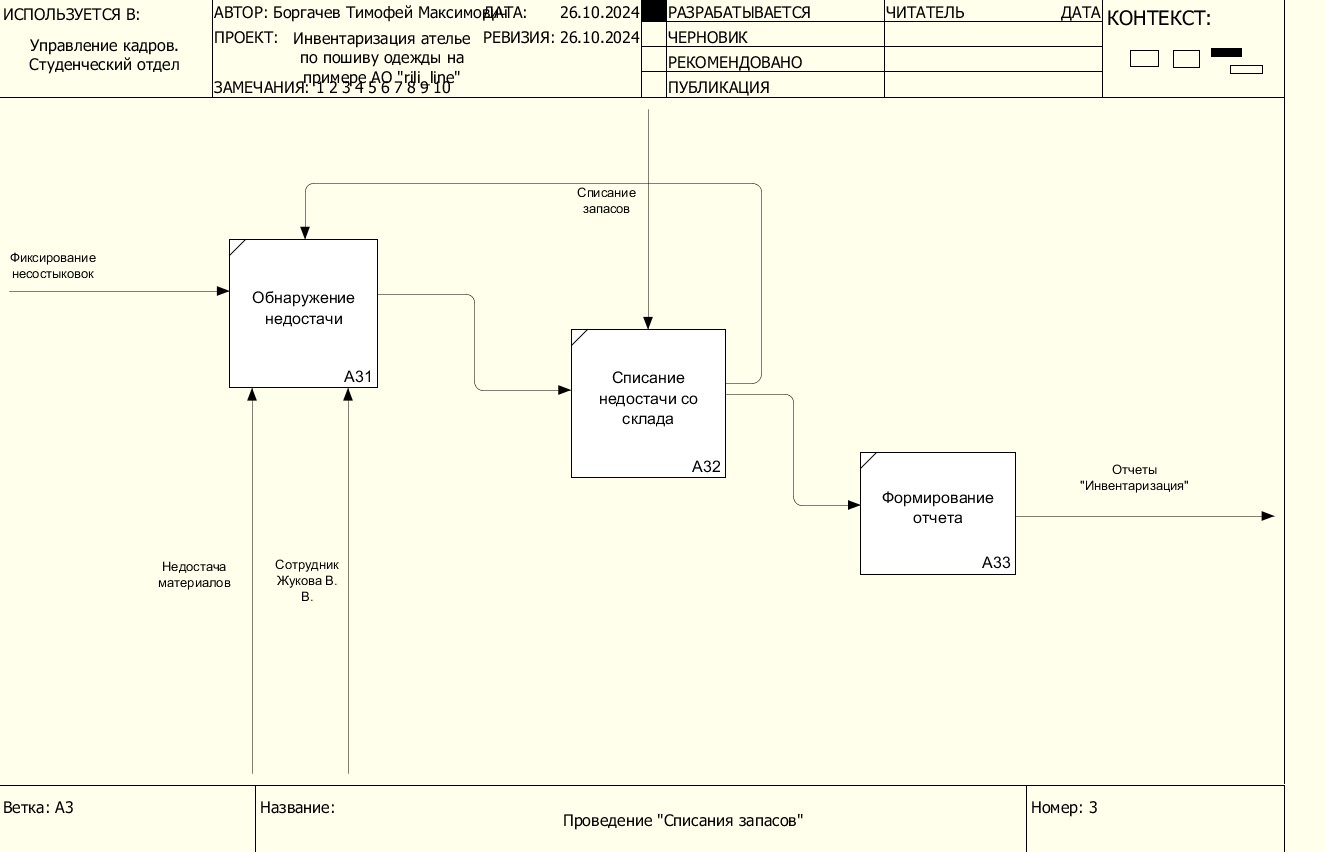 ИСПОЛЬЗУЕТСЯ В:
Управление кадров.
Студенческий отдел
АВТОР: Боргачев Тимофей Максимович
ДАТА: 26.10.2024
ПРОЕКТ: Инвентаризация ателье
по пошиву одежды на
примере АО "rili_line"
РЕВИЗИЯ: 26.10.2024
ЗАМЕЧАНИЯ: 1 2 3 4 5 6 7 8 9 10
РАЗРАБАТЫВАЕТСЯ
ЧЕРНОВИК
РЕКОМЕНДОВАНО
ПУБЛИКАЦИЯ
ЧИТАТЕЛЬ ДАТА
КОНТЕКСТ:
Списание
запасов
Фиксирование
несостыковок
Обнаружение
недостачи
A31
Списание
недостачи со
склада
A32
Формирование
отчета
A33
Отчеты
"Инвентаризация"
Недостача
материалов
Сотрудник
Жукова В.
В.
Ветка: A3
Название:
Проведение "Списания запасов"
Номер: 3